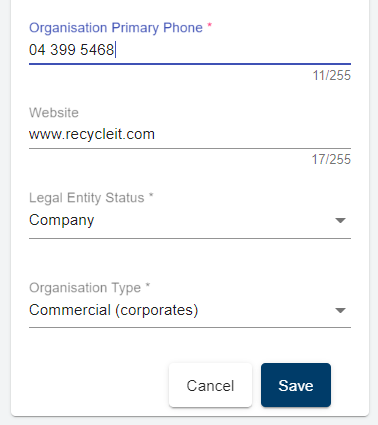 Organisation Primary Phone *
04 399 5468
11/255
Website
www.recycleit.com
17/255
Legal Entity Status *
Company
Organisation Type *
Commercial (corporates)
Cancel Save